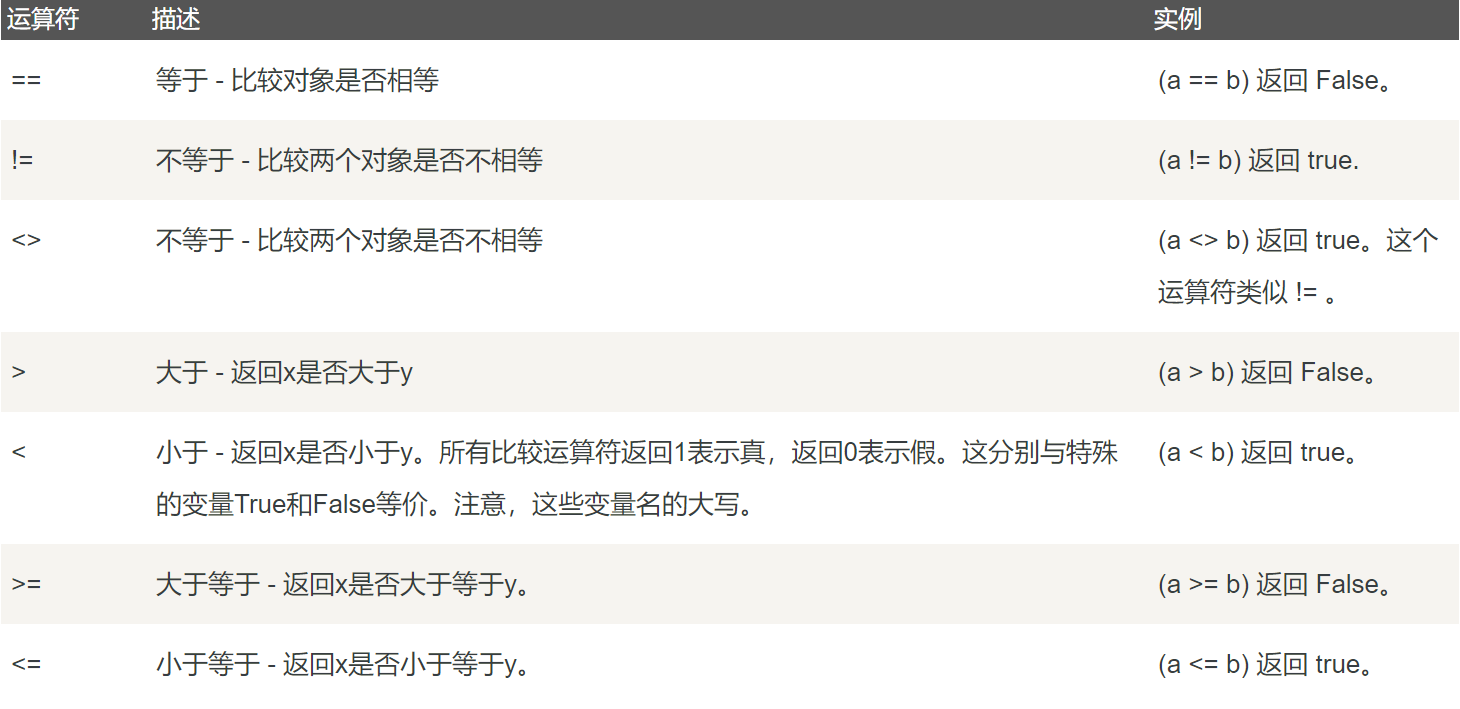 运算符 描述 实例
== 等于 - 比较对象是否相等 (a == b) 返回 False。
!= 不等于 - 比较两个对象是否不相等 (a != b) 返回 true.
<> 不等于 - 比较两个对象是否不相等 (a <> b) 返回 true。这个
运算符类似 != 。
> 大于 - 返回x是否大于y (a > b) 返回 False。
< 小于 - 返回x是否小于y。所有比较运算符返回1表示真，返回0表示假。这分别与特殊 (a < b) 返回 true。
的变量True和False等价。注意，这些变量名的大写。
>= 大于等于 - 返回x是否大于等于y。 (a >= b) 返回 False。
<= 小于等于 - 返回x是否小于等于y。 (a <= b) 返回 true。